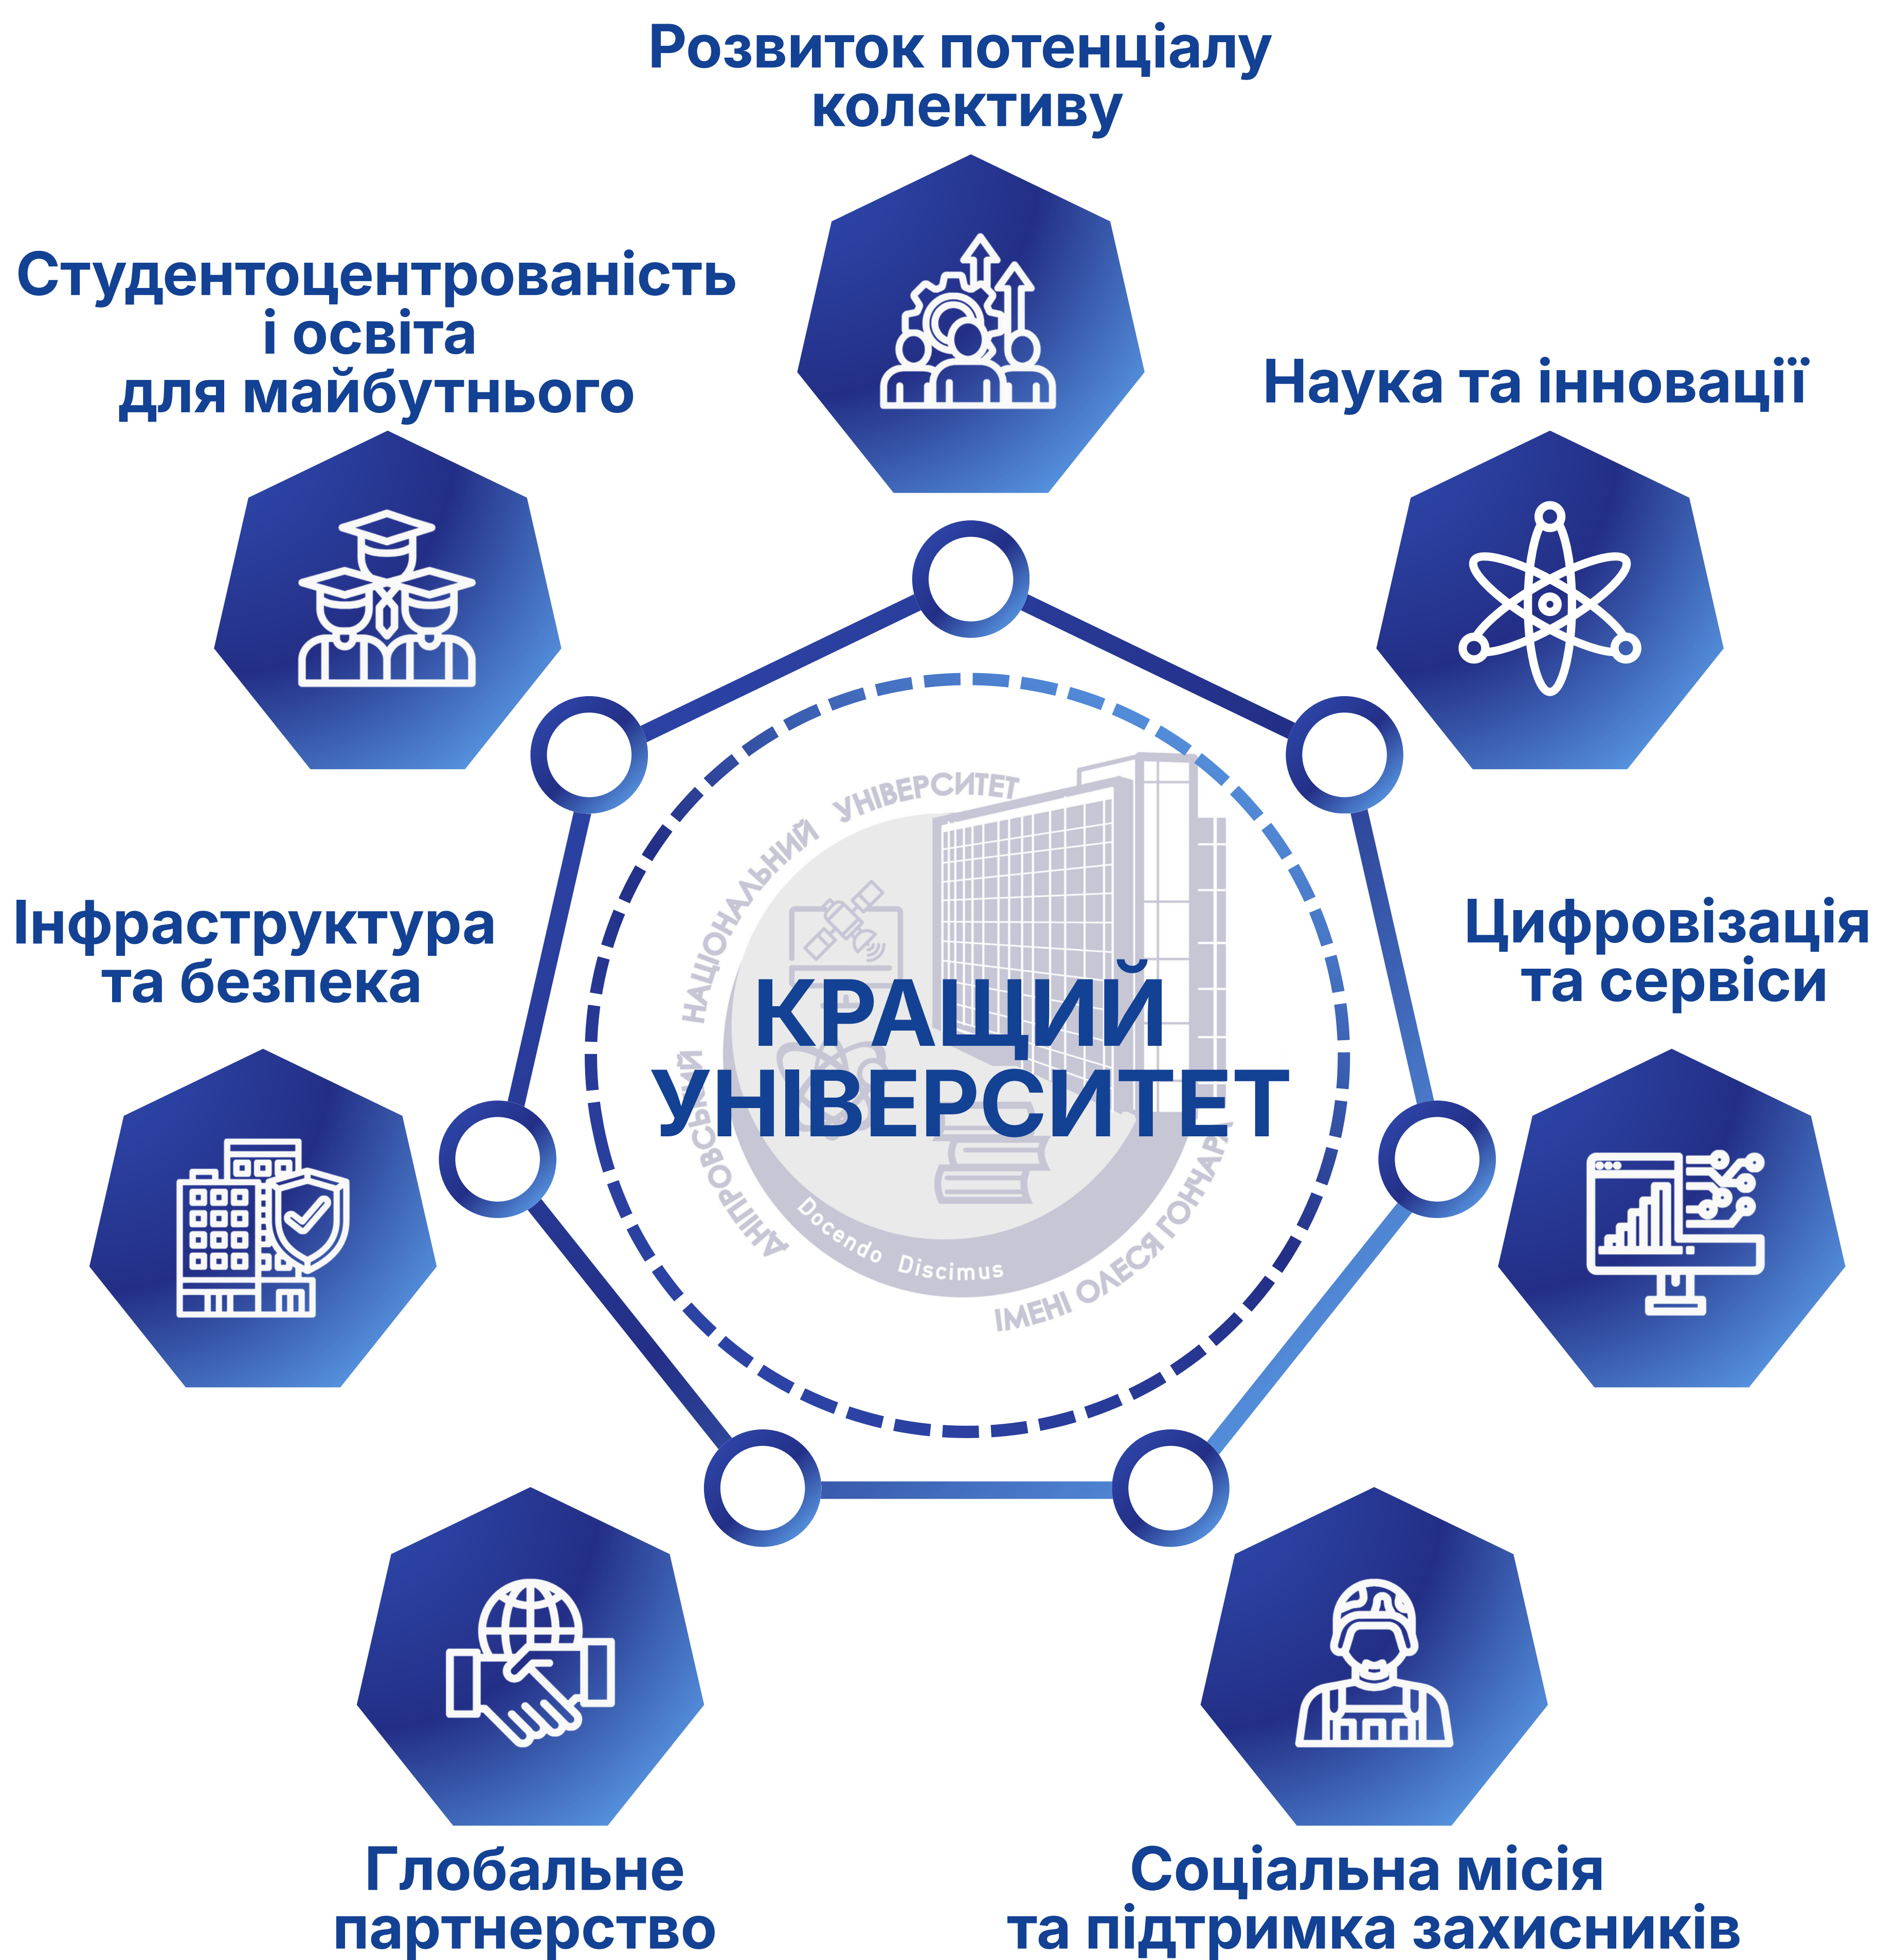 Розвиток потенціалу
колективу
Студентоцентрованість
і освіта
для майбутнього
Наука та інновації
Інфраструктура
та безпека
Цифровізація
та сервіси
КРАЩИЙ
УНІВЕРСИТЕТ
ДНІПРОВСЬКИЙ НАЦІОНАЛЬНИЙ УНІВЕРСИТЕТ
ІМЕНІ ОЛЕСЯ ГОНЧАРА
Docendo Discimus
Глобальне
партнерство
Соціальна місія
та підтримка захисників